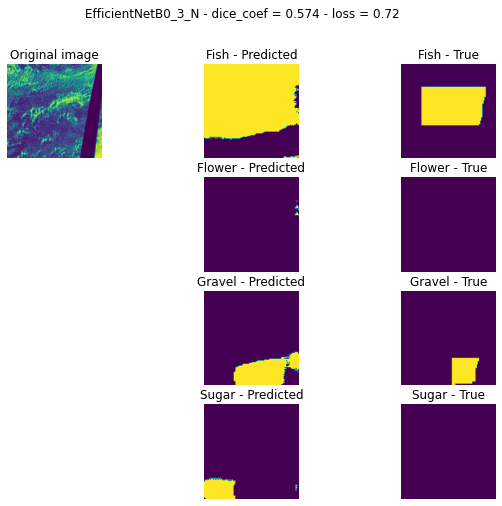 EfficientNetB0_3_N - dice_coef = 0.574 - loss = 0.72
Original image
Fish - Predicted
Fish - True
Flower - Predicted
Flower - True
Gravel - Predicted
Gravel - True
Sugar - Predicted
Sugar - True